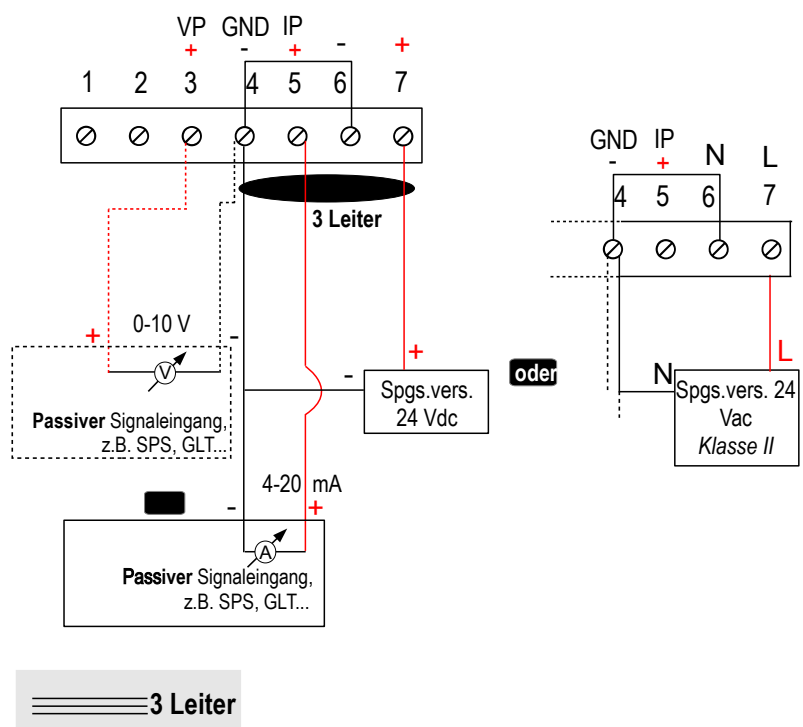 VP GND IP
+ - + - +
1 2 3 4 5 6 7
3 Leiter
+ 0-10 V -
V
Passiver Signaleingang,
z.B. SPS, GLT...
- +
Spgs.vers.
24 Vdc
4-20 mA
- +
A
Passiver Signaleingang,
z.B. SPS, GLT...
3 Leiter
oder
GND IP N L
- +
4 5 6 7
N L
Spgs.vers. 24
Vac
Klasse II